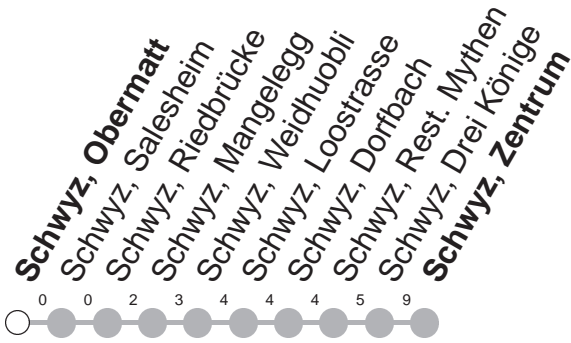 Schwyz, Obermatt
Schwyz, Salesheim
Schwyz, Riedbrücke
Schwyz, Mangelegg
Schwyz, Weidhuobli
Schwyz, Loostrasse
Schwyz, Dorfbach
Schwyz, Rest. Mythen
Schwyz, Drei Könige
Schwyz, Zentrum
0 0 2 3 4 4 4 5 9